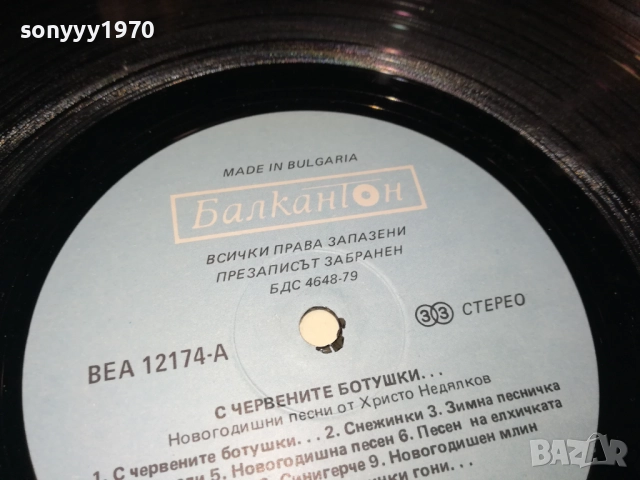 sonyyy1970
MADE IN BULGARIA
Балкантон
ВСИЧКИ ПРАВА ЗАПАЗЕНИ
ПРЕЗАПИСЪТ ЗАБРАНЕН
БДС 4648-79
33 СТЕРЕО
ВЕА 12174-А
С ЧЕРВЕНИТЕ БОТУШКИ...
Новогодишни песни от Христо Недялков
1. С червените ботушки... 2. Снежинки 3. Зимна песничка
5. Новогодишна песен 6. Песен на елхичката
Синигерче 9. Новогодишен млин
гони...
BAZAR